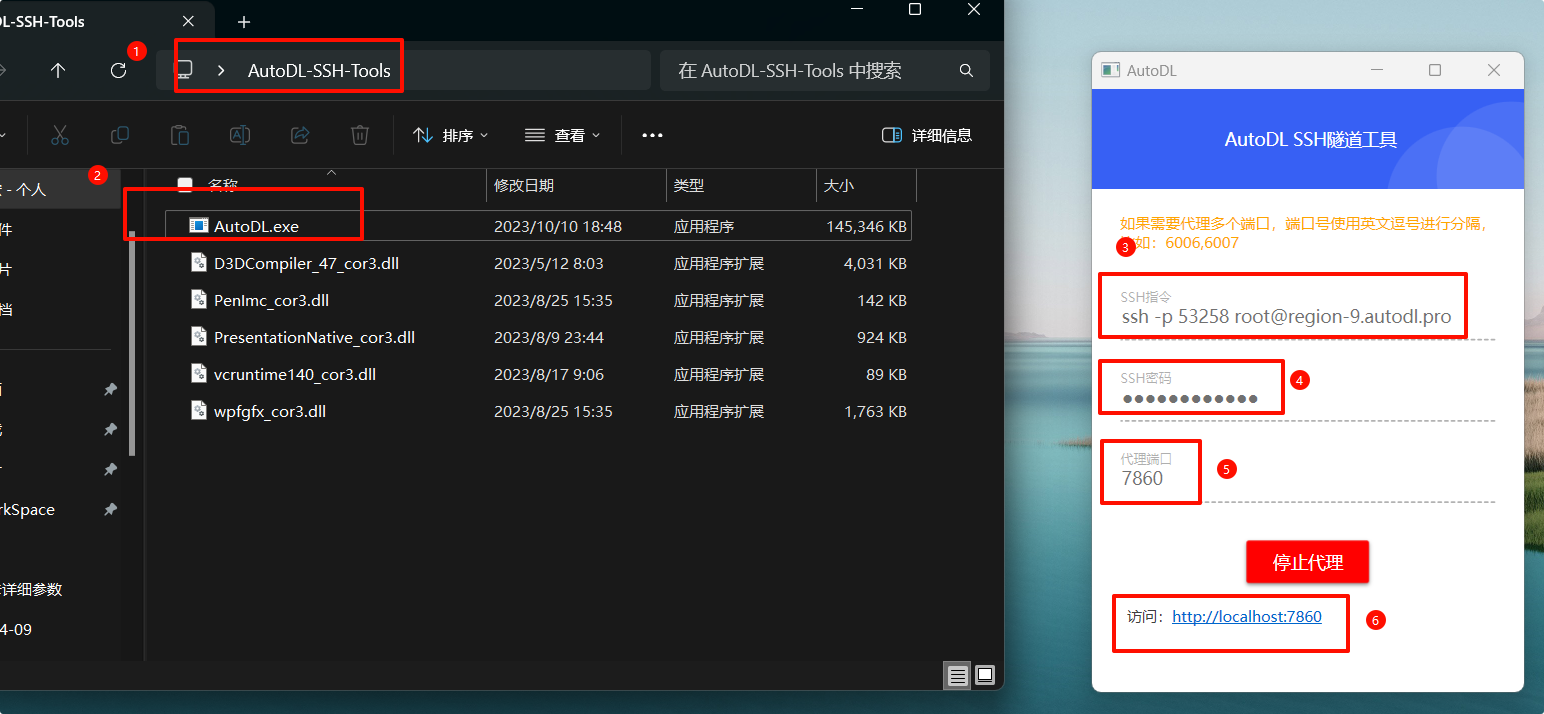 DL-SSH-Tools
1
AutoDL-SSH-Tools
在 AutoDL-SSH-Tools 中搜索
排序
查看
详细信息
2
- 个人
名称
修改日期
类型
大小
AutoDL.exe
2023/10/10 18:48
应用程序
145,346 KB
件
D3DCompiler_47_cor3.dll
2023/5/12 8:03
应用程序扩展
4,031 KB
片
PenImc_cor3.dll
2023/8/25 15:35
应用程序扩展
142 KB
档
PresentationNative_cor3.dll
2023/8/9 23:44
应用程序扩展
924 KB
vcruntime140_cor3.dll
2023/8/17 9:06
应用程序扩展
89 KB
wpfgfx_cor3.dll
2023/8/25 15:35
应用程序扩展
1,763 KB
rkSpace
详细参数
4-09
AutoDL
AutoDL SSH隧道工具
如果需要代理多个端口，端口号使用英文逗号进行分隔，
如：6006,6007
3
SSH指令
ssh -p 53258 root@region-9.autodl.pro
SSH密码
●●●●●●●●●●●●
4
代理端口
7860
5
停止代理
访问：http://localhost:7860
6